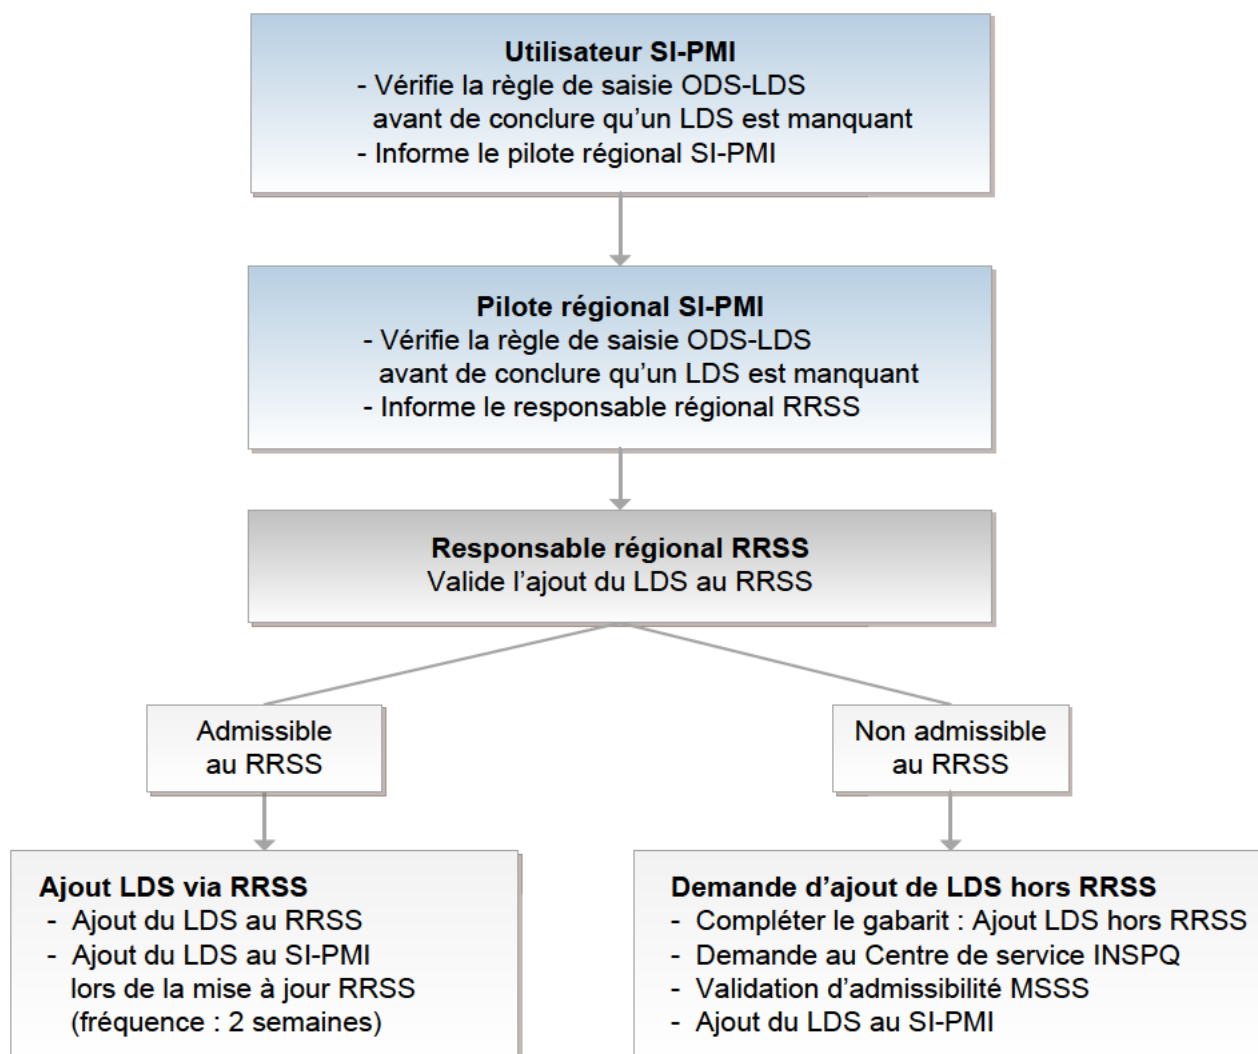 Utilisateur SI-PMI
- Vérifie la règle de saisie ODS-LDS
avant de conclure qu’un LDS est manquant
- Informe le pilote régional SI-PMI
Pilote régional SI-PMI
- Vérifie la règle de saisie ODS-LDS
avant de conclure qu’un LDS est manquant
- Informe le responsable régional RRSS
Responsable régional RRSS
Valide l’ajout du LDS au RRSS
Admissible
au RRSS
Non admissible
au RRSS
Ajout LDS via RRSS
- Ajout du LDS au RRSS
- Ajout du LDS au SI-PMI
lors de la mise à jour RRSS
(fréquence : 2 semaines)
Demande d’ajout de LDS hors RRSS
- Compléter le gabarit : Ajout LDS hors RRSS
- Demande au Centre de service INSPQ
- Validation d’admissibilité MSSS
- Ajout du LDS au SI-PMI